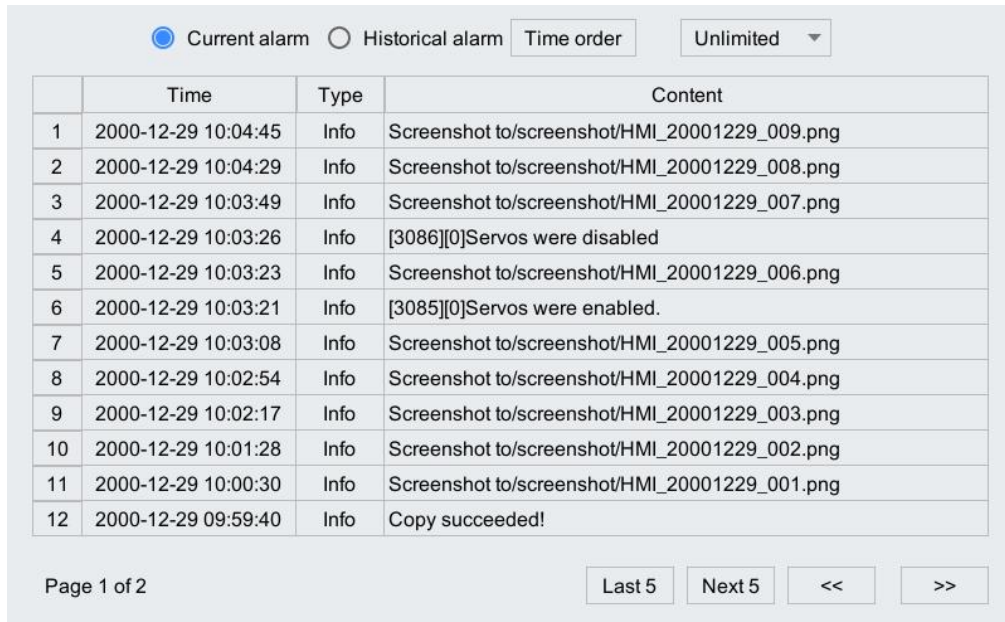 Current alarm Historical alarm Time order Unlimited
Time Type Content
1 2000-12-29 10:04:45 Info Screenshot to/screenshot/HMI_20001229_009.png
2 2000-12-29 10:04:29 Info Screenshot to/screenshot/HMI_20001229_008.png
3 2000-12-29 10:03:49 Info Screenshot to/screenshot/HMI_20001229_007.png
4 2000-12-29 10:03:26 Info [3086][0]Servos were disabled
5 2000-12-29 10:03:23 Info Screenshot to/screenshot/HMI_20001229_006.png
6 2000-12-29 10:03:21 Info [3085][0]Servos were enabled.
7 2000-12-29 10:03:08 Info Screenshot to/screenshot/HMI_20001229_005.png
8 2000-12-29 10:02:54 Info Screenshot to/screenshot/HMI_20001229_004.png
9 2000-12-29 10:02:17 Info Screenshot to/screenshot/HMI_20001229_003.png
10 2000-12-29 10:01:28 Info Screenshot to/screenshot/HMI_20001229_002.png
11 2000-12-29 10:00:30 Info Screenshot to/screenshot/HMI_20001229_001.png
12 2000-12-29 09:59:40 Info Copy succeeded!
Page 1 of 2 Last 5 Next 5 << >>